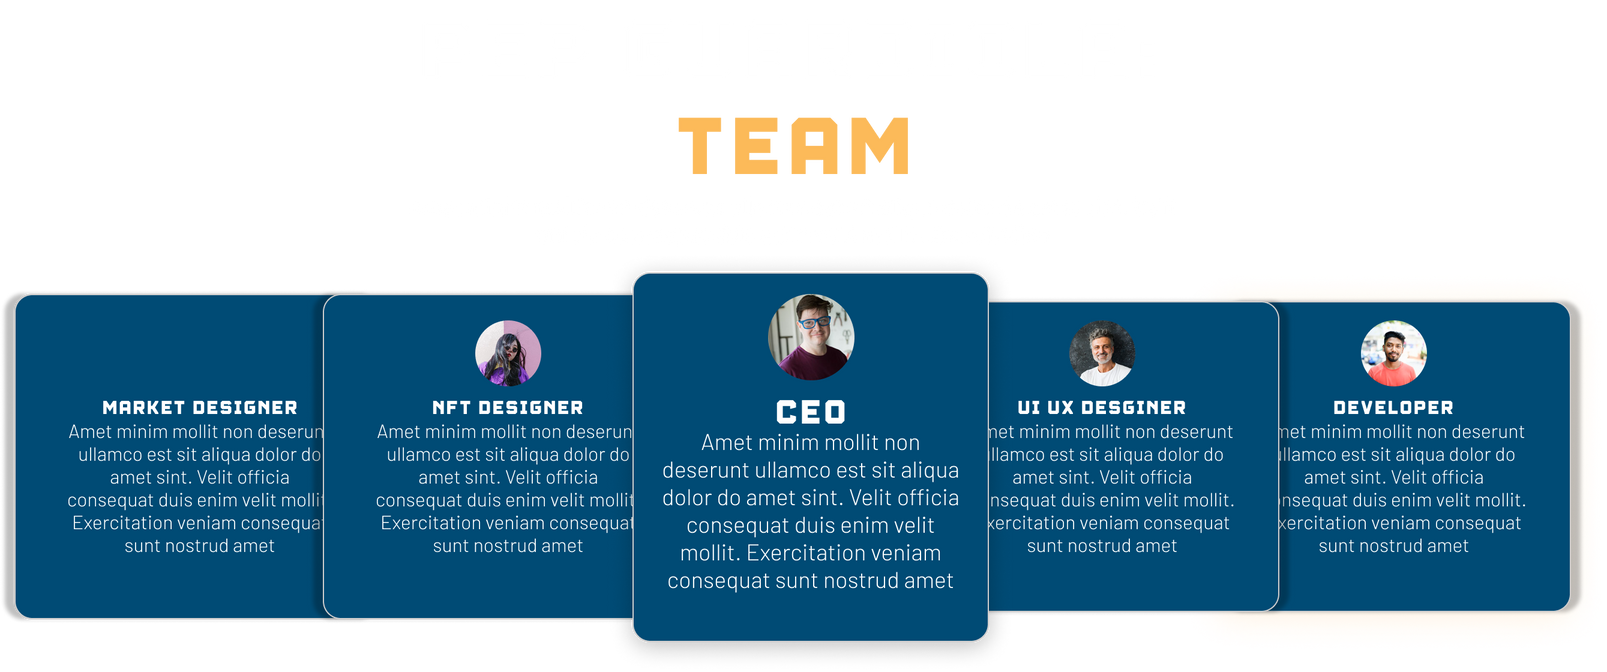 TEAM
MARKET DESIGNER
Amet minim mollit non deserun
ullamco est sit aliqua dolor do
amet sint. Velit officia
consequat duis enim velit mollit
Exercitation veniam consequat
sunt nostrud amet
NFT DESIGNER
Amet minim mollit non deserun
ullamco est sit aliqua dolor do
amet sint. Velit officia
consequat duis enim velit mollit
Exercitation veniam consequat
sunt nostrud amet
CEO
Amet minim mollit non
deserunt ullamco est sit aliqua
dolor do amet sint. Velit officia
consequat duis enim velit
mollit. Exercitation veniam
consequat sunt nostrud amet
UI UX DESGINER
met minim mollit non deserunt
llamco est sit aliqua dolor do
amet sint. Velit officia
nsequat duis enim velit mollit.
xercitation veniam consequat
sunt nostrud amet
DEVELOPER
met minim mollit non deserunt
llamco est sit aliqua dolor do
amet sint. Velit officia
onsequat duis enim velit mollit.
xercitation veniam consequat
sunt nostrud amet